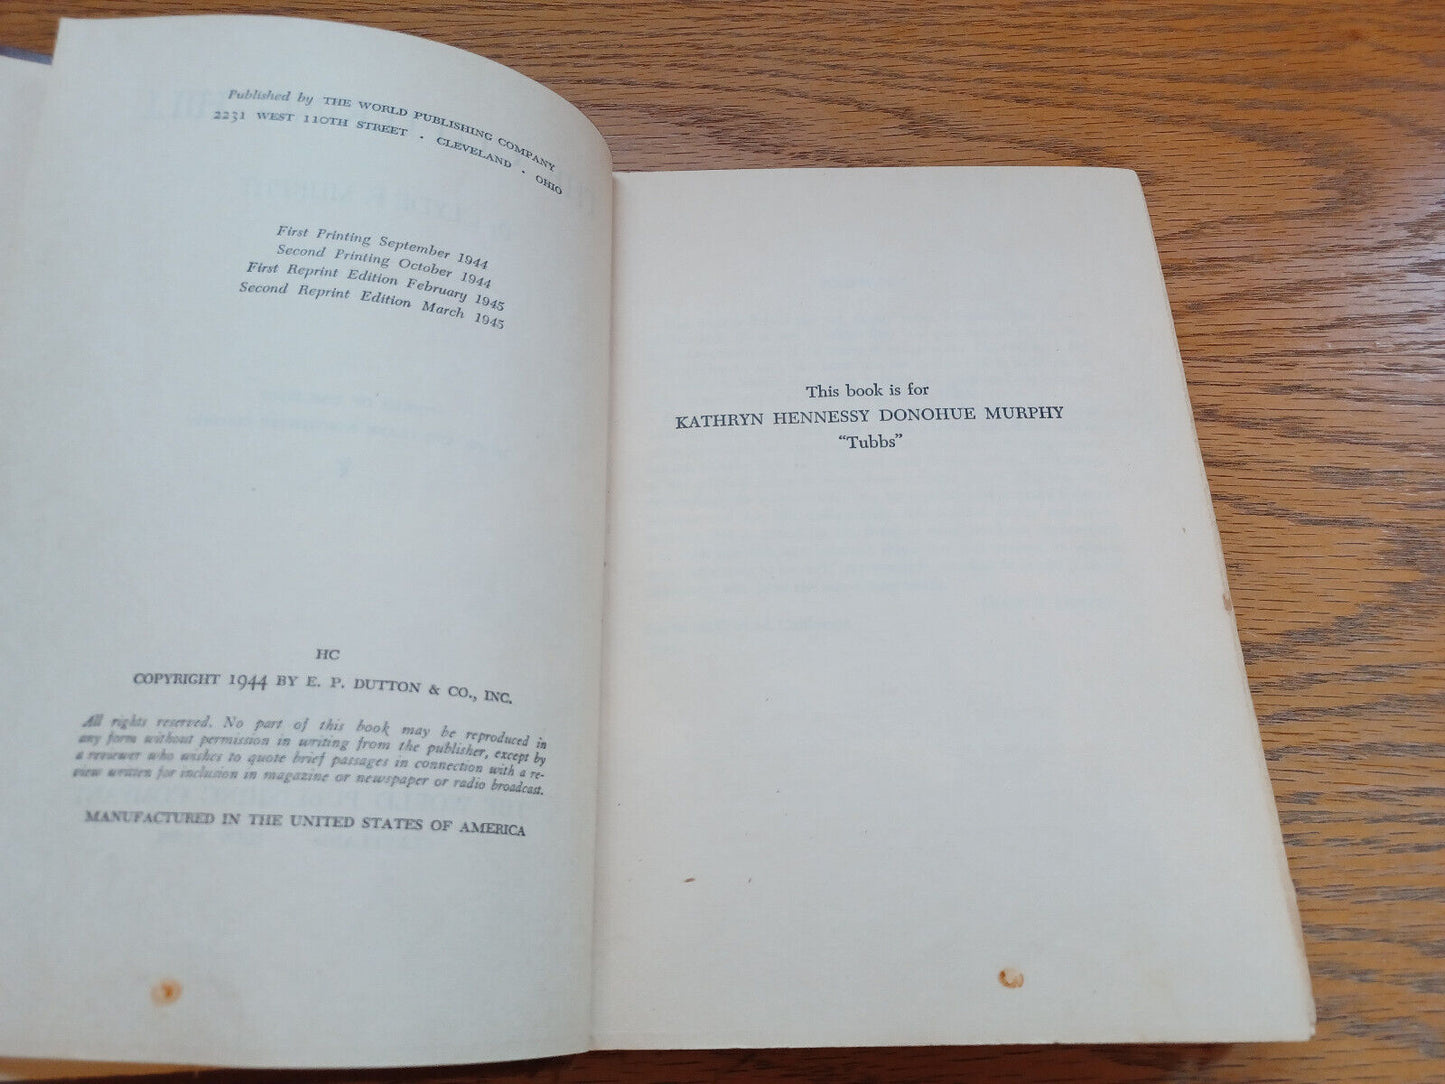 Published by THE WORLD PUBLISHING COMPANY
2231 WEST 110TH STREET · CLEVELAND · OHIO
First Printing September 1944
Second Printing October 1944
First Reprint Edition February 1945
Second Reprint Edition March 1945
HC
COPYRIGHT 1944 BY E. P. DUTTON & CO., INC.
All rights reserved. No part of this book may be reproduced in
any form without permission in writing from the publisher, except by
a reviewer who wishes to quote brief passages in connection with a re-
view written for inclusion in magazine or newspaper or radio broadcast.
MANUFACTURED IN THE UNITED STATES OF AMERICA
This book is for
KATHRYN HENNESSY DONOHUE MURPHY
“Tubbs”